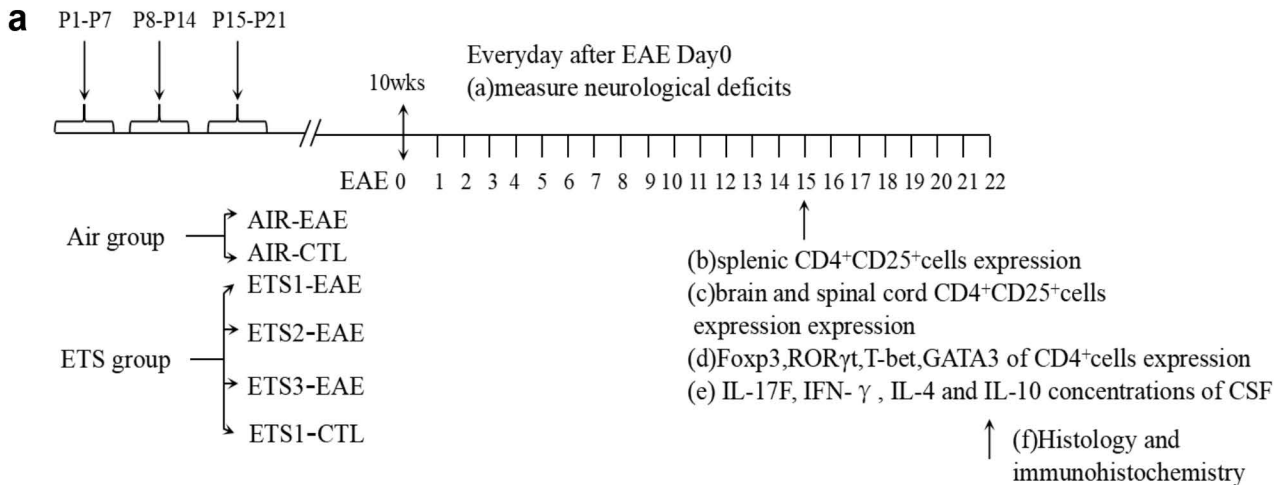 a
P1-P7 P8-P14 P15-P21
Everyday after EAE Day0
10wks
(a)measure neurological deficits
EAE 0 1 2 3 4 5 6 7 8 9 10 11 12 13 14 15 16 17 18 19 20 21 22
Air group
AIR-EAE
AIR-CTL
ETS group
ETS1-EAE
ETS2-EAE
ETS3-EAE
ETS1-CTL
(b)splenic CD4⁺CD25⁺cells expression
(c)brain and spinal cord CD4⁺CD25⁺cells
expression expression
(d)Foxp3,RORγt,T-bet,GATA3 of CD4⁺cells expression
(e) IL-17F, IFN- γ , IL-4 and IL-10 concentrations of CSF
(f)Histology and
immunohistochemistry